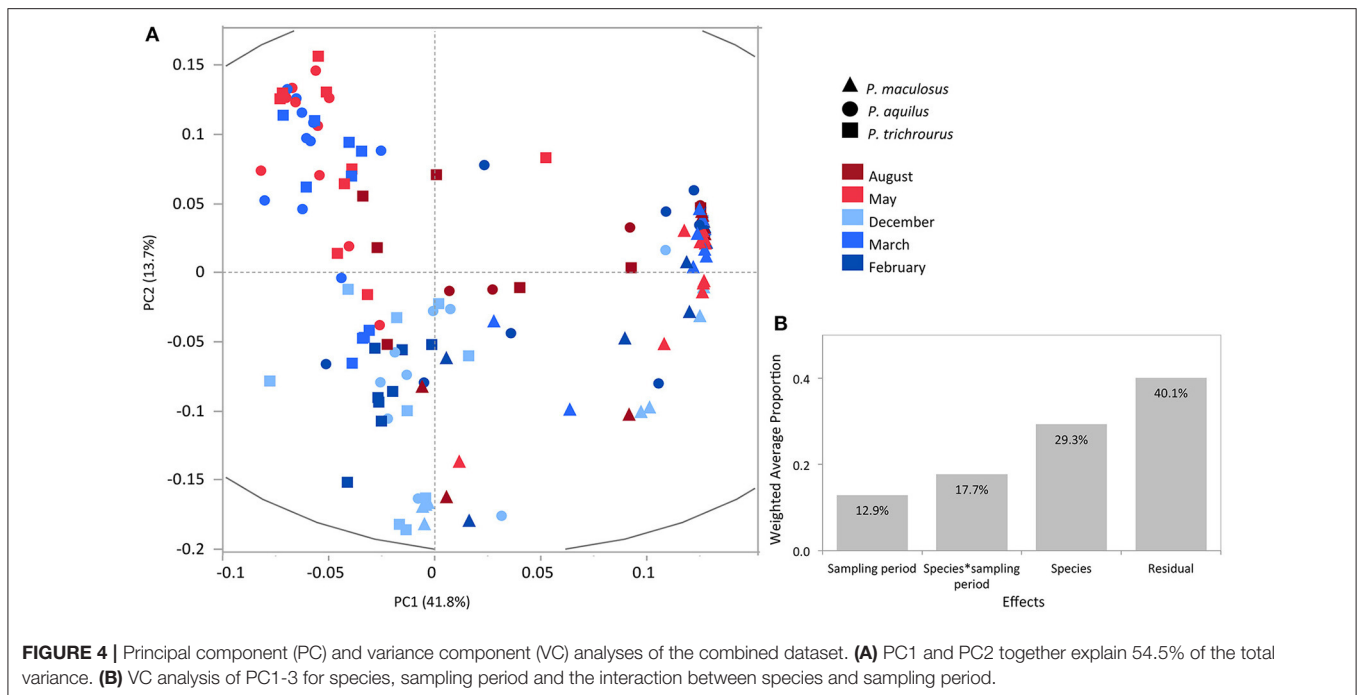 A
0.15
0.1
0.05
0
-0.05
-0.1
-0.15
-0.2
PC2 (13.7%)
-0.1
-0.05
0
0.05
0.1
PC1 (41.8%)
P. maculosus
P. aquilus
P. trichrourus
August
May
December
March
February
B
Weighted Average Proportion
0.4
0.2
0.0
12.9%
17.7%
29.3%
40.1%
Sampling period
Species*sampling
period
Species
Residual
Effects
FIGURE 4 | Principal component (PC) and variance component (VC) analyses of the combined dataset. (A) PC1 and PC2 together explain 54.5% of the total
variance. (B) VC analysis of PC1-3 for species, sampling period and the interaction between species and sampling period.